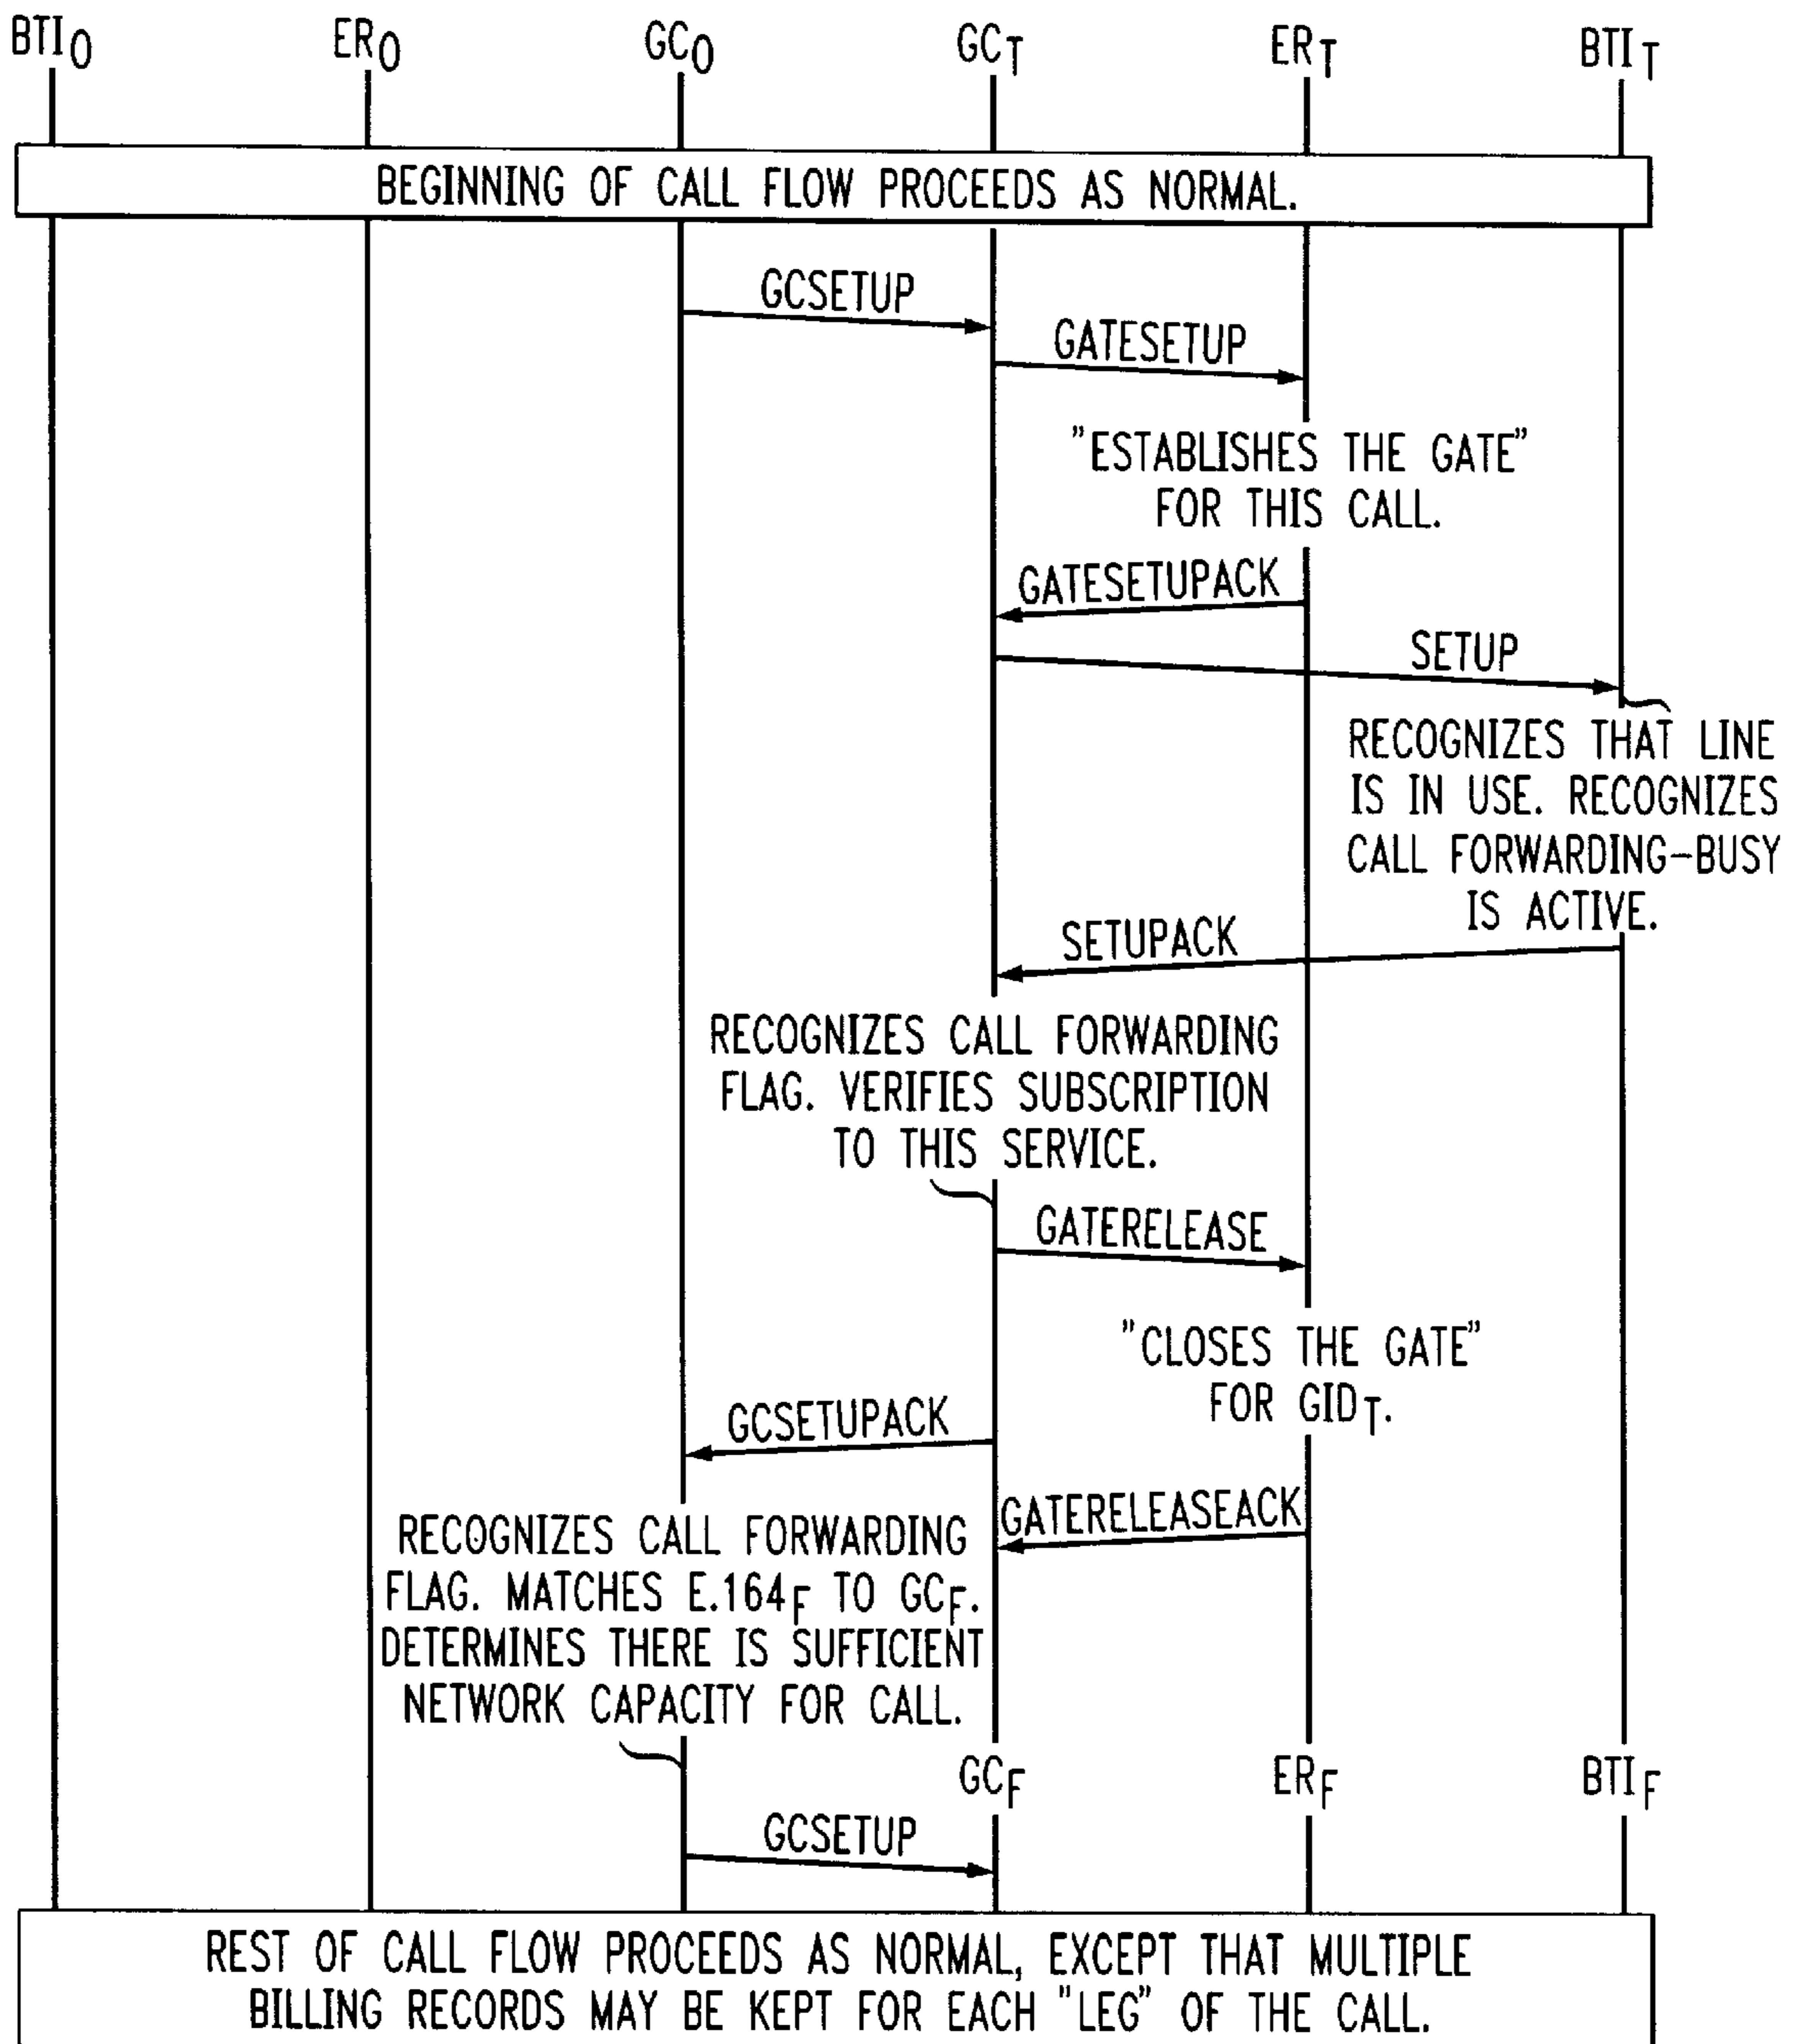 BTIO ERO GCO GCT ERT BTIT
BEGINNING OF CALL FLOW PROCEEDS AS NORMAL.
GCSETUP
GATESETUP
"ESTABLISHES THE GATE"
FOR THIS CALL.
GATESETUPACK
SETUP
RECOGNIZES THAT LINE
IS IN USE. RECOGNIZES
CALL FORWARDING-BUSY
IS ACTIVE.
SETUPACK
RECOGNIZES CALL FORWARDING
FLAG. VERIFIES SUBSCRIPTION
TO THIS SERVICE.
GATERELEASE
"CLOSES THE GATE"
FOR GIDT.
GCSETUPACK
GATERELEASEACK
RECOGNIZES CALL FORWARDING
FLAG. MATCHES E.164F TO GCF.
DETERMINES THERE IS SUFFICIENT
NETWORK CAPACITY FOR CALL.
GCF ERF BTIF
GCSETUP
REST OF CALL FLOW PROCEEDS AS NORMAL, EXCEPT THAT MULTIPLE
BILLING RECORDS MAY BE KEPT FOR EACH "LEG" OF THE CALL.